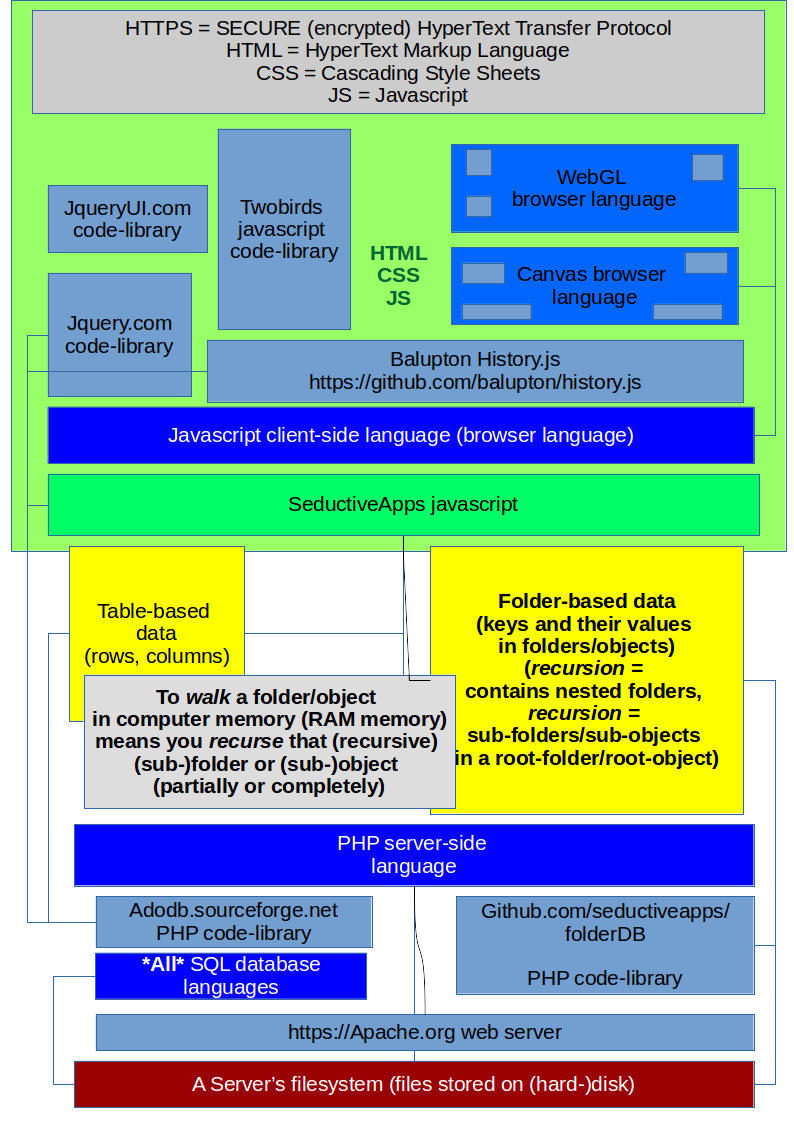 HTTPS = SECURE (encrypted) HyperText Transfer Protocol
HTML = HyperText Markup Language
CSS = Cascading Style Sheets
JS = Javascript
JqueryUI.com
code-library
Twobirds
javascript
code-library
WebGL
browser language
HTML
CSS
JS
Canvas browser
language
Jquery.com
code-library
Balupton History.js
https://github.com/balupton/history.js
Javascript client-side language (browser language)
SeductiveApps javascript
Table-based
data
(rows, columns)
Folder-based data
(keys and their values
in folders/objects)
(recursion =
contains nested folders,
recursion =
sub-folders/sub-objects
in a root-folder/root-object)
To walk a folder/object
in computer memory (RAM memory)
means you recurse that (recursive)
(sub-)folder or (sub-)object
(partially or completely)
PHP server-side
language
Adodb.sourceforge.net
PHP code-library
Github.com/seductiveapps/
folderDB
PHP code-library
*All* SQL database
languages
https://Apache.org web server
A Server’s filesystem (files stored on (hard-)disk)